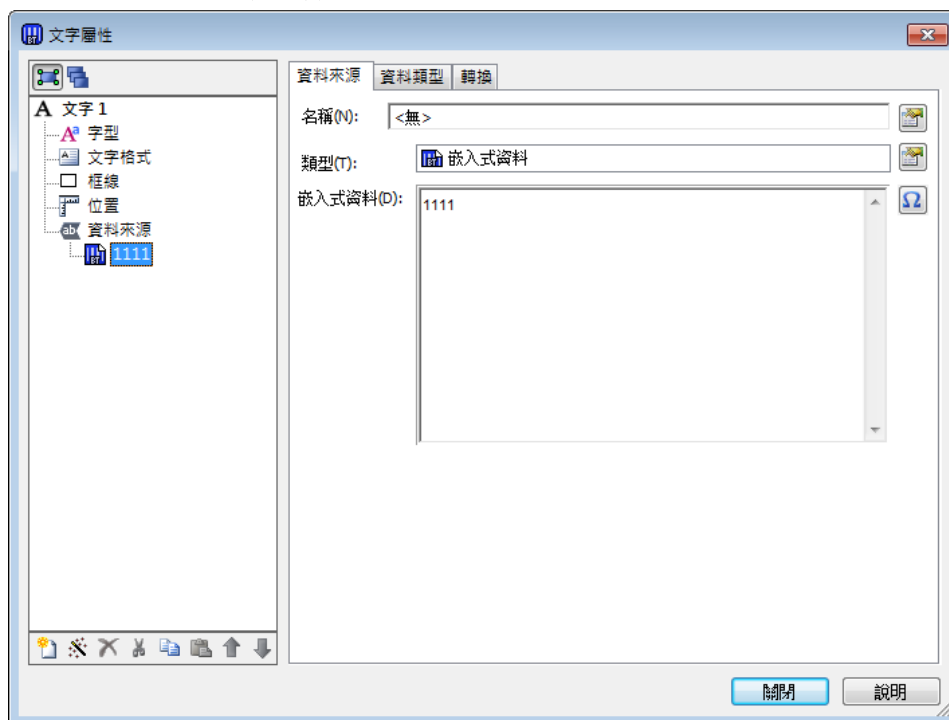 文字屬性
資料來源
資料類型
轉換
A 文字 1
字型
文字格式
框線
位置
資料來源
1111
名稱(N):
<無>
類型(T):
嵌入式資料
嵌入式資料(D):
1111
關閉
說明